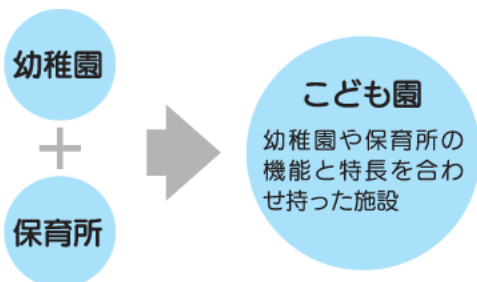 幼稚園
＋
保育所
こども園
幼稚園や保育所の
機能と特長を合わ
せ持った施設